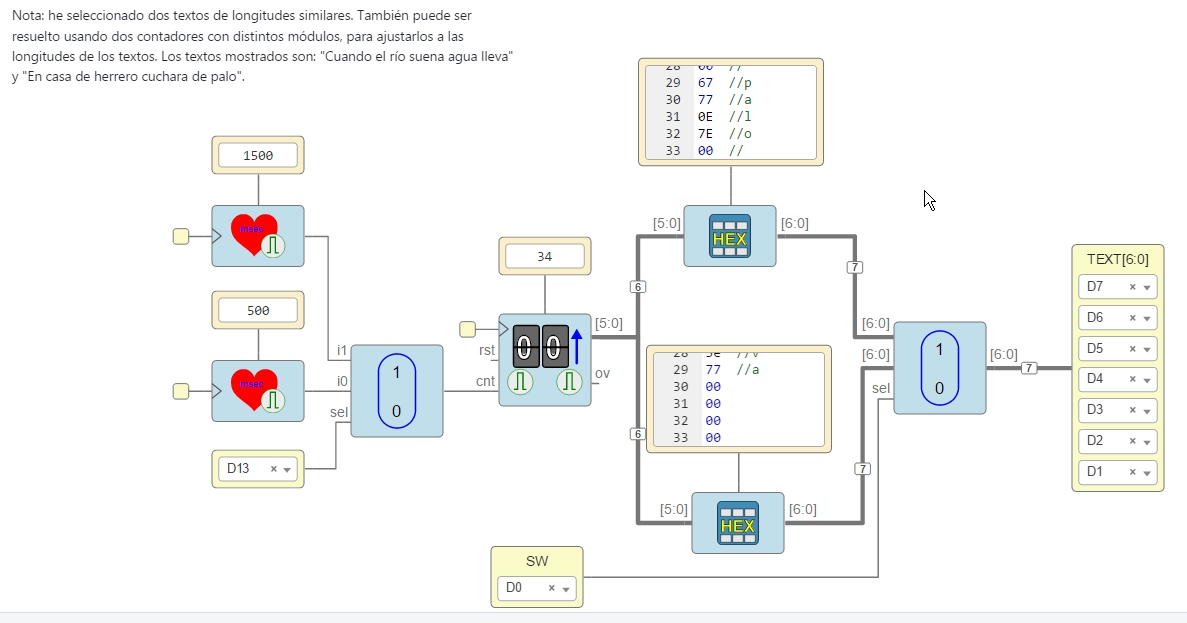 Nota: he seleccionado dos textos de longitudes similares. También puede ser
resuelto usando dos contadores con distintos módulos, para ajustarlos a las
longitudes de los textos. Los textos mostrados son: "Cuando el río suena agua lleva"
y "En casa de herrero cuchara de palo".
29 67 //p
30 77 //a
31 0E //l
32 7E //o
33 00 //
1500
msec
[5:0]
HEX
[6:0]
34
TEXT[6:0]
D7
D6
D5
D4
D3
D2
D1
7
6
500
msec
[5:0]
rst
cnt
00
ov
i1
i0
sel
1
0
29 77 //a
30 00
31 00
32 00
33 00
[6:0]
[6:0]
sel
1
0
[6:0]
7
6
7
D13
[5:0]
HEX
[6:0]
SW
D0